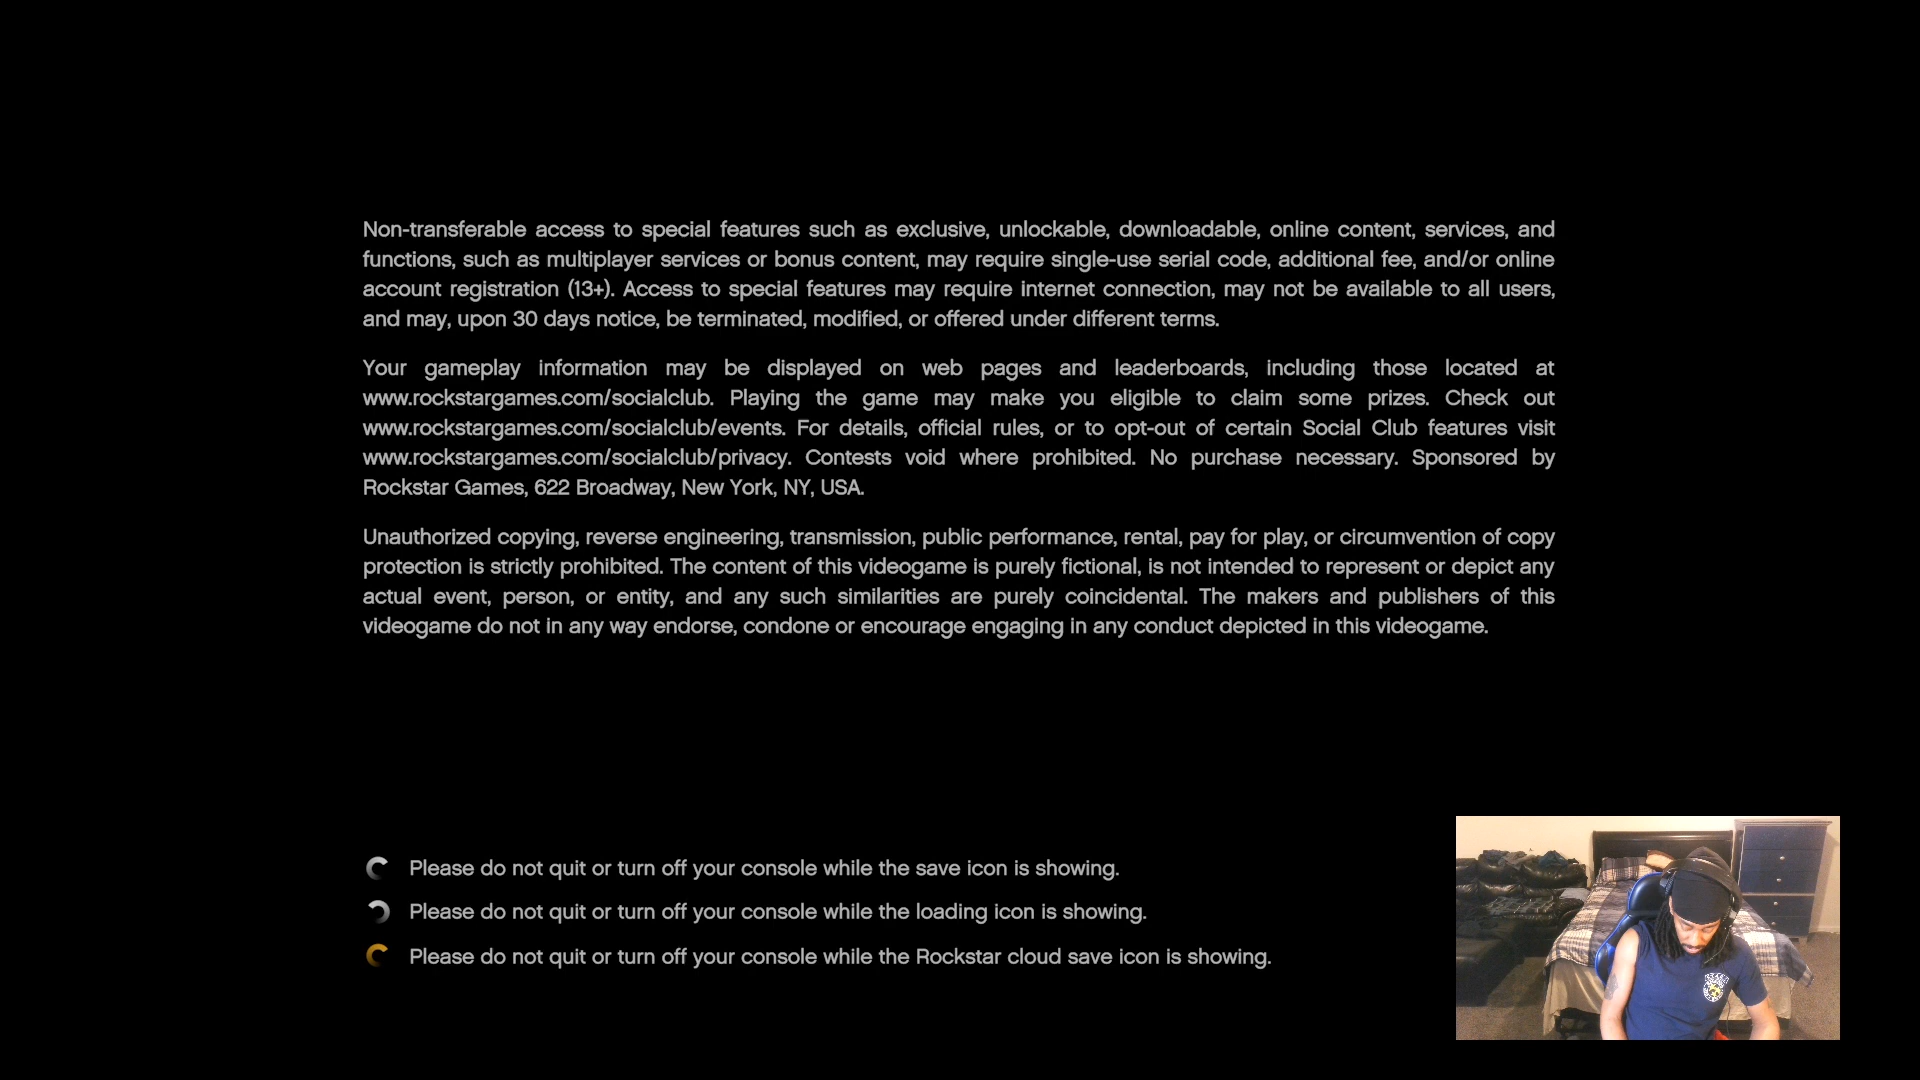 Non-transferable access to special features such as exclusive, unlockable, downloadable, online content, services, and
functions, such as multiplayer services or bonus content, may require single-use serial code, additional fee, and/or online
account registration (13+). Access to special features may require internet connection, may not be available to all users,
and may, upon 30 days notice, be terminated, modified, or offered under different terms.
Your gameplay information may be displayed on web pages and leaderboards, including those located at
www.rockstargames.com/socialclub. Playing the game may make you eligible to claim some prizes. Check out
www.rockstargames.com/socialclub/events. For details, official rules, or to opt-out of certain Social Club features visit
www.rockstargames.com/socialclub/privacy. Contests void where prohibited. No purchase necessary. Sponsored by
Rockstar Games, 622 Broadway, New York, NY, USA.
Unauthorized copying, reverse engineering, transmission, public performance, rental, pay for play, or circumvention of copy
protection is strictly prohibited. The content of this videogame is purely fictional, is not intended to represent or depict any
actual event, person, or entity, and any such similarities are purely coincidental. The makers and publishers of this
videogame do not in any way endorse, condone or encourage engaging in any conduct depicted in this videogame.
Please do not quit or turn off your console while the save icon is showing.
Please do not quit or turn off your console while the loading icon is showing.
Please do not quit or turn off your console while the Rockstar cloud save icon is showing.